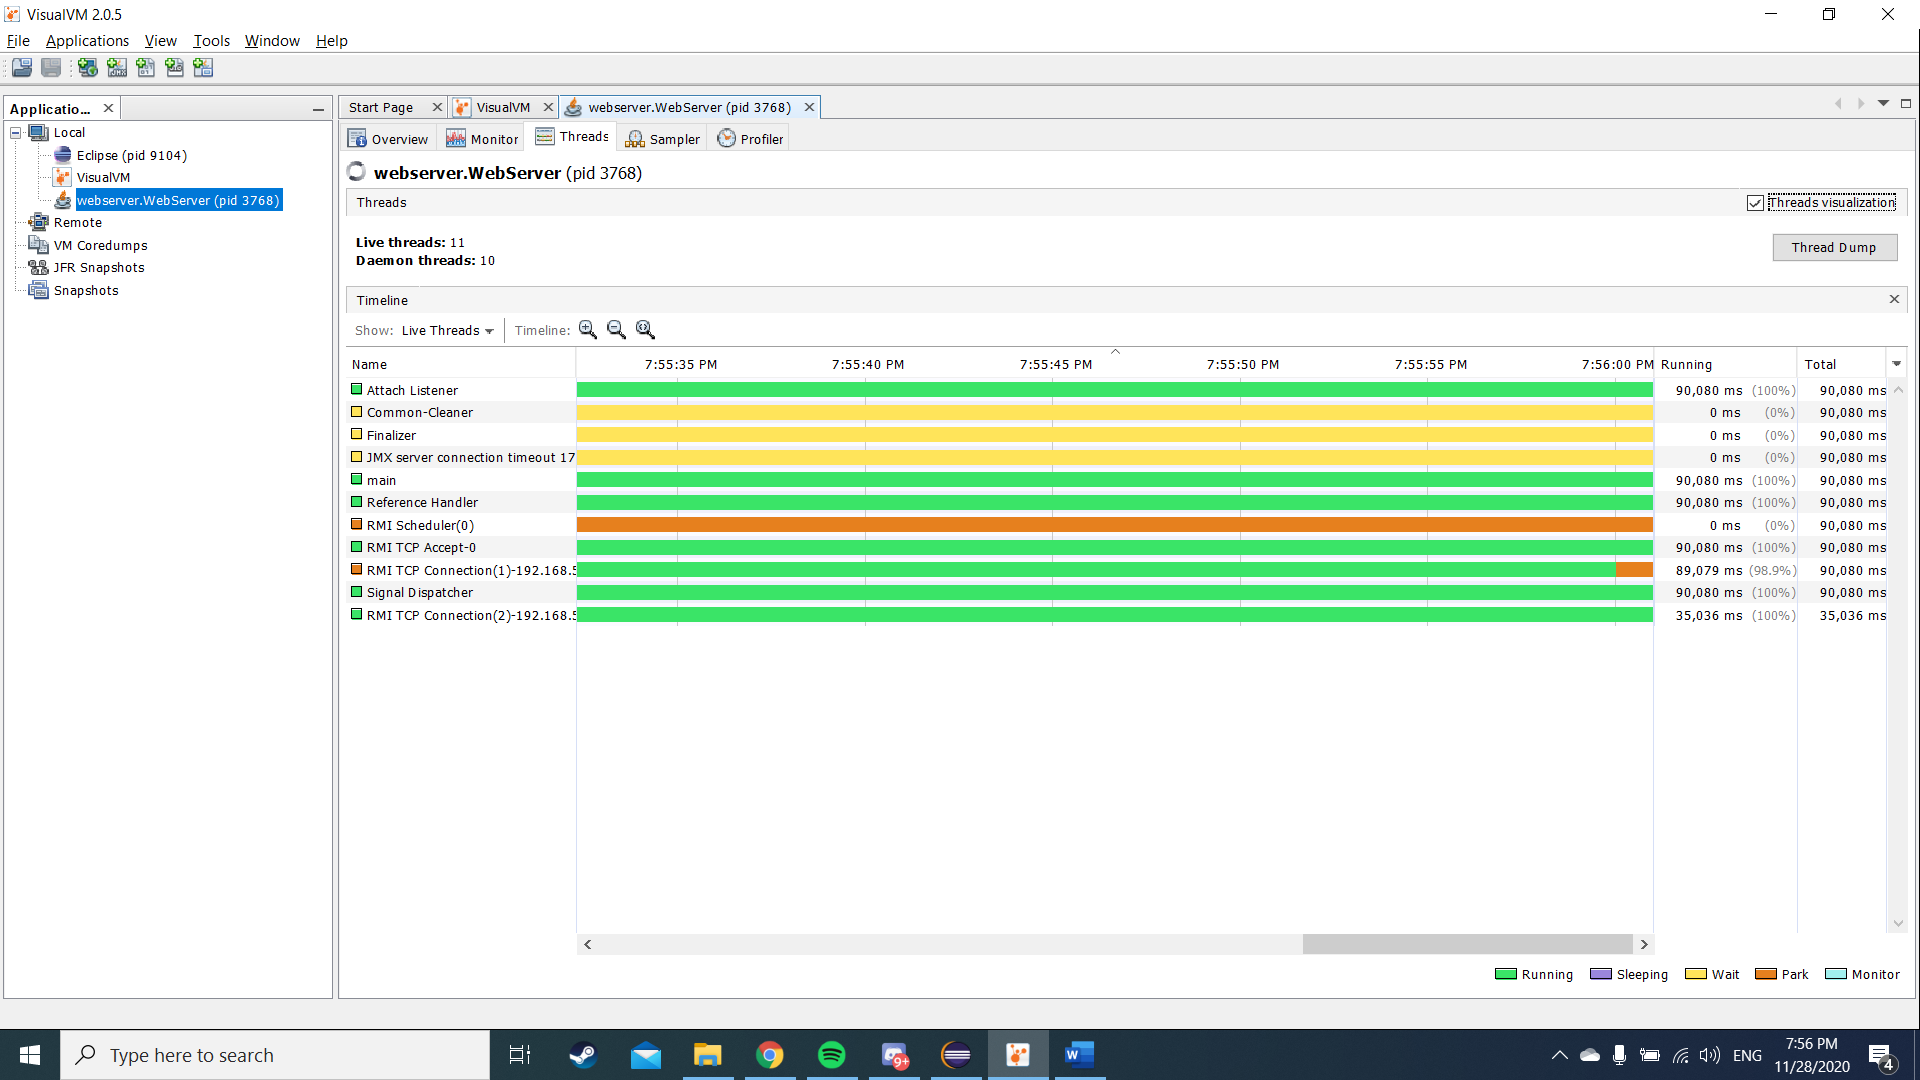 VisualVM 2.0.5
File Applications View Tools Window Help
Applicatio...
Start Page
VisualVM
webserver.WebServer (pid 3768)
Local
Eclipse (pid 9104)
VisualVM
webserver.WebServer (pid 3768)
Remote
VM Coredumps
JFR Snapshots
Snapshots
Overview Monitor Threads Sampler Profiler
webserver.WebServer (pid 3768)
Threads
Threads visualization
Live threads: 11
Daemon threads: 10
Thread Dump
Timeline
Show: Live Threads Timeline:
Name 7:55:35 PM 7:55:40 PM 7:55:45 PM 7:55:50 PM 7:55:55 PM 7:56:00 PM Running Total
Attach Listener 90,080 ms (100%) 90,080 ms
Common-Cleaner 0 ms (0%) 90,080 ms
Finalizer 0 ms (0%) 90,080 ms
JMX server connection timeout 17 0 ms (0%) 90,080 ms
main 90,080 ms (100%) 90,080 ms
Reference Handler 90,080 ms (100%) 90,080 ms
RMI Scheduler(0) 0 ms (0%) 90,080 ms
RMI TCP Accept-0 90,080 ms (100%) 90,080 ms
RMI TCP Connection(1)-192.168.5 89,079 ms (98.9%) 90,080 ms
Signal Dispatcher 90,080 ms (100%) 90,080 ms
RMI TCP Connection(2)-192.168.5 35,036 ms (100%) 35,036 ms
Running Sleeping Wait Park Monitor
Type here to search
9+
W
ENG
7:56 PM
11/28/2020
4